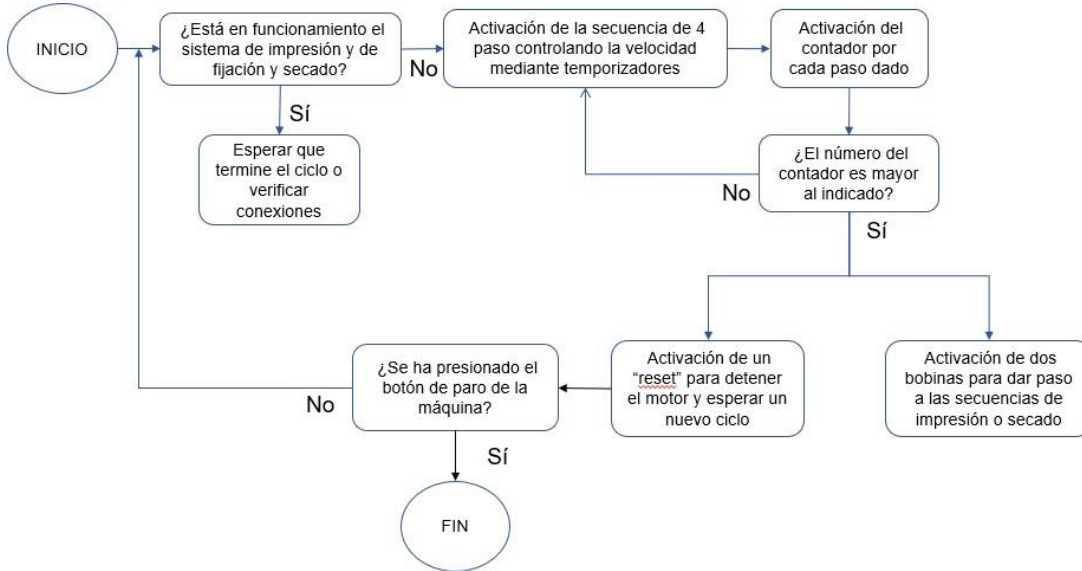 INICIO
¿Está en funcionamiento el
sistema de impresión y de
fijación y secado?
No
Activación de la secuencia de 4
paso controlando la velocidad
mediante temporizadores
Activación del
contador por
cada paso dado
Sí
Esperar que
termine el ciclo o
verificar
conexiones
¿El número del
contador es mayor
al indicado?
No
Sí
Activación de un
“reset” para detener
el motor y esperar un
nuevo ciclo
Activación de dos
bobinas para dar paso
a las secuencias de
impresión o secado
¿Se ha presionado el
botón de paro de la
máquina?
No
Sí
FIN